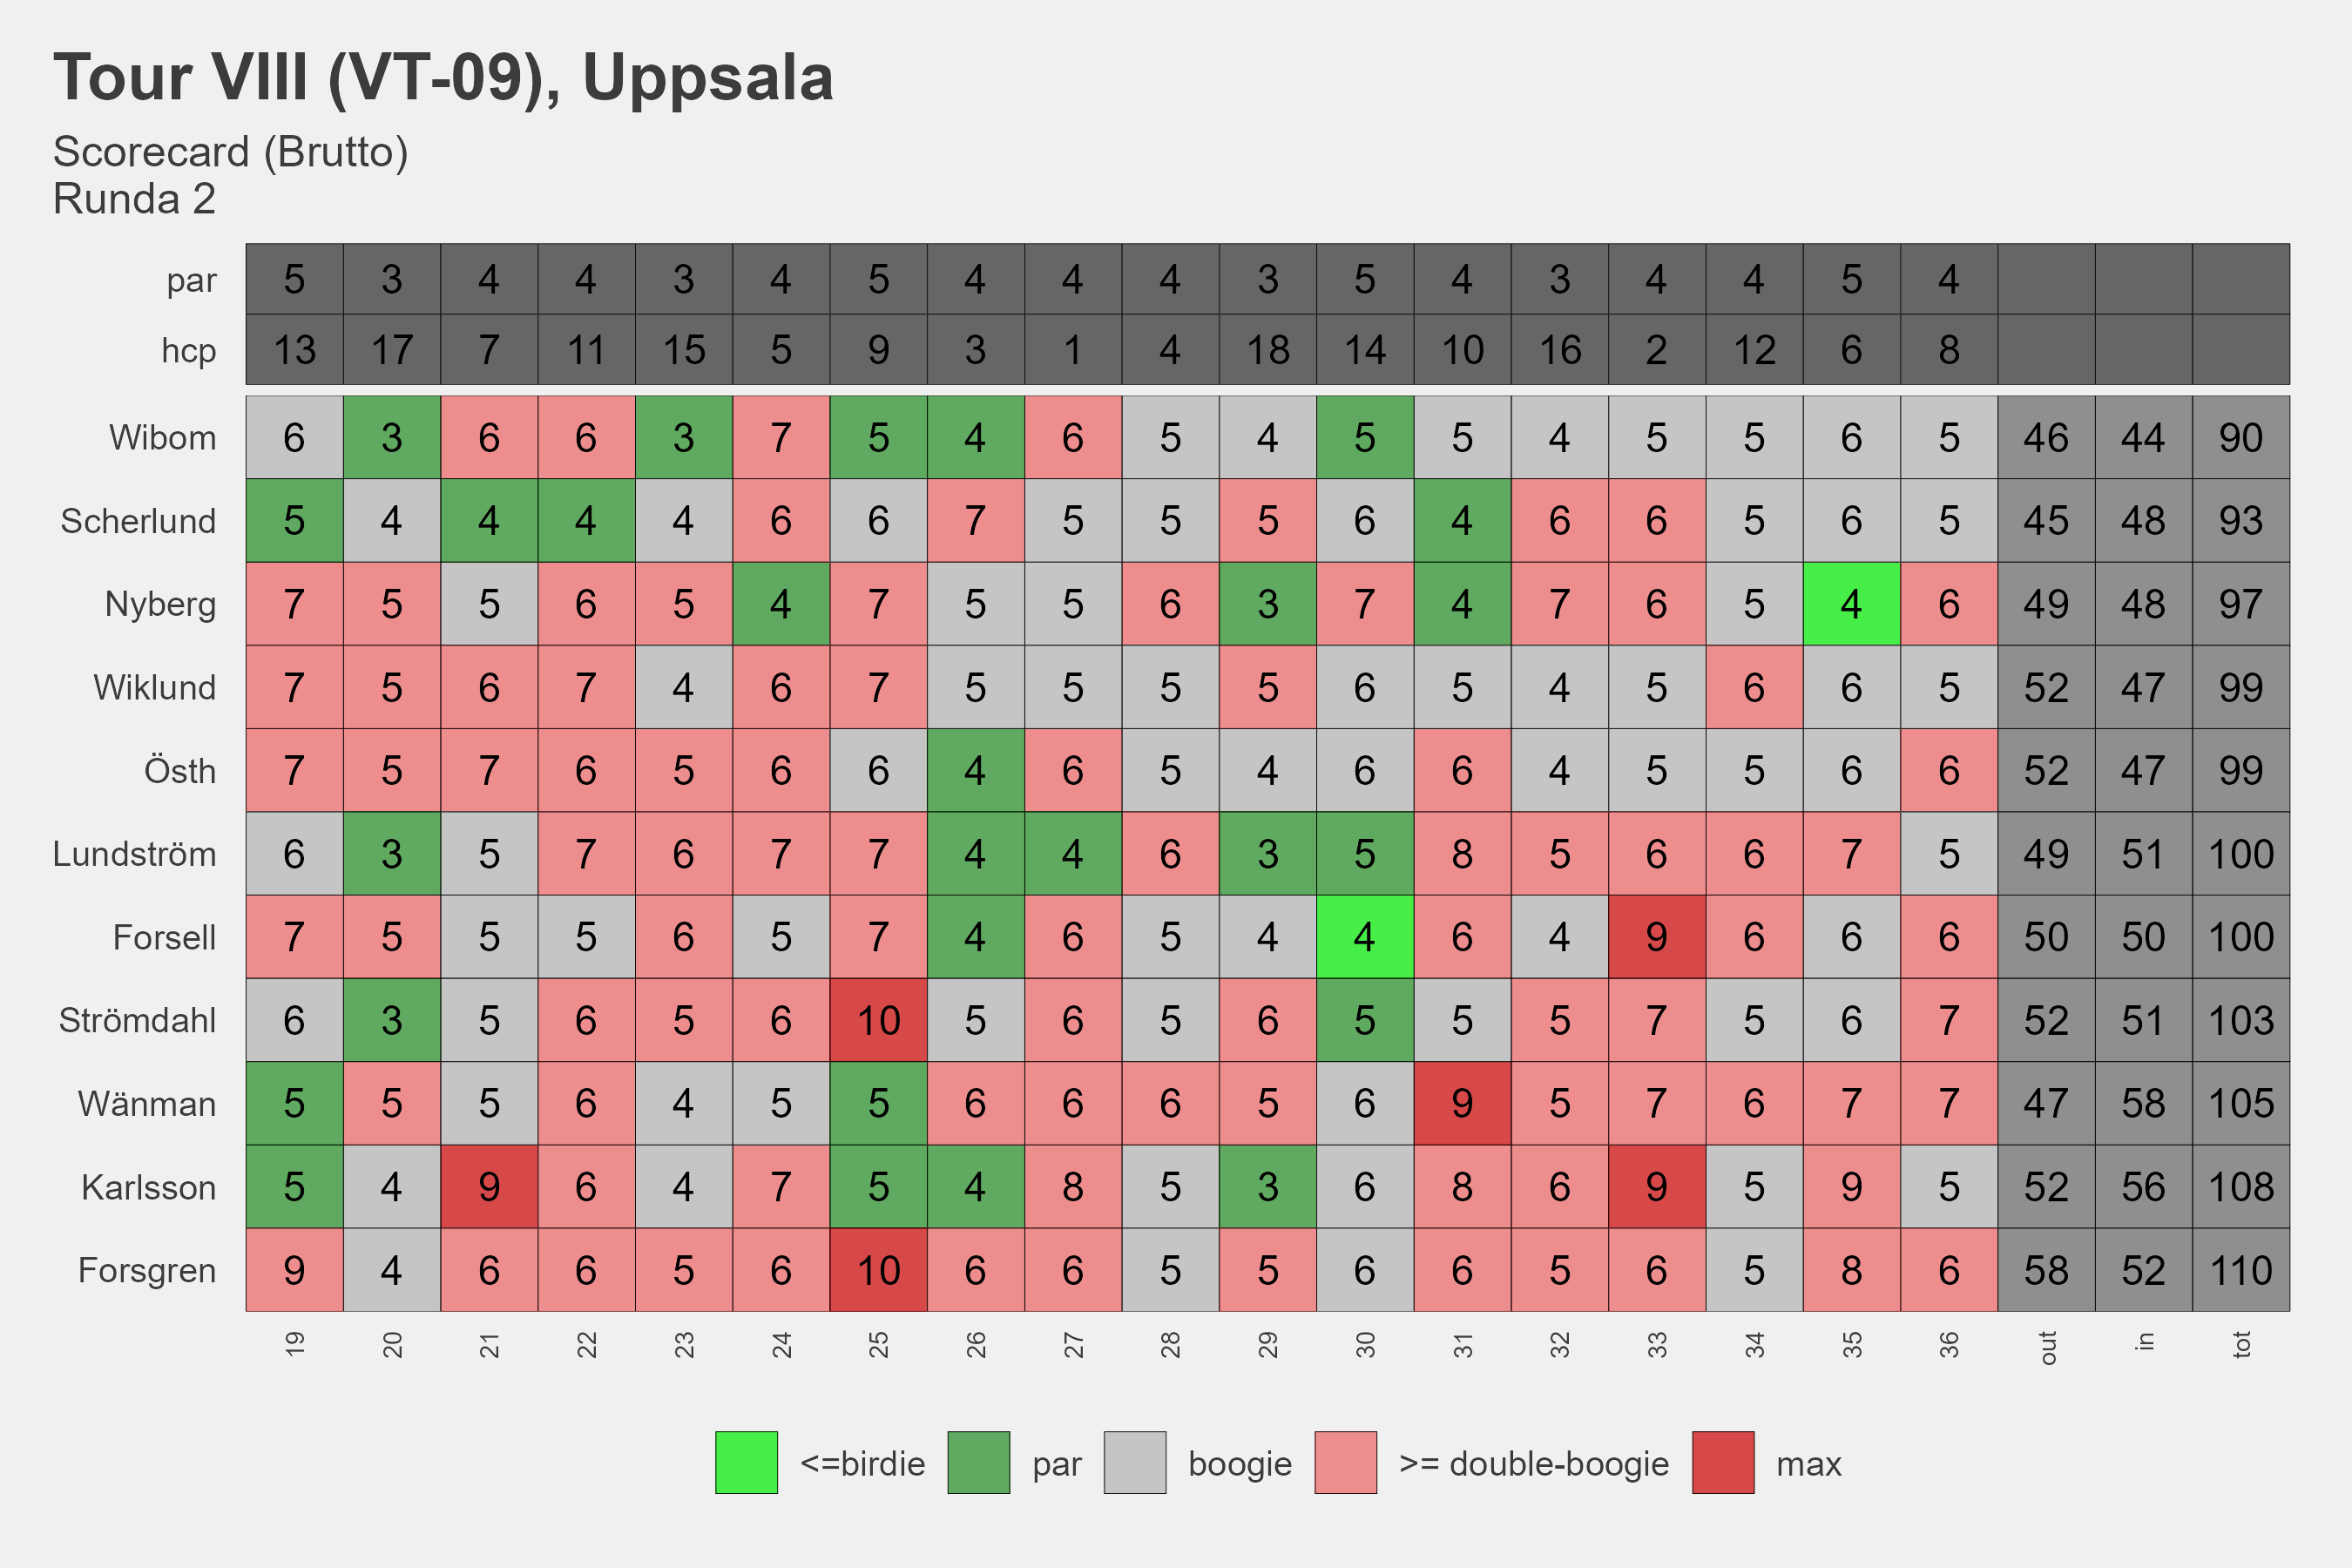 Tour VIII (VT-09), Uppsala
Scorecard (Brutto)
Runda 2
par 5 3 4 4 3 4 5 4 4 4 3 5 4 3 4 4 5 4
hcp 13 17 7 11 15 5 9 3 1 4 18 14 10 16 2 12 6 8
Wibom 6 3 6 6 3 7 5 4 6 5 4 5 5 4 5 5 6 5 46 44 90
Scherlund 5 4 4 4 4 6 6 7 5 5 5 6 4 6 6 5 6 5 45 48 93
Nyberg 7 5 5 6 5 4 7 5 5 6 3 7 4 7 6 5 4 6 49 48 97
Wiklund 7 5 6 7 4 6 7 5 5 5 5 6 5 4 5 6 6 5 52 47 99
Östh 7 5 7 6 5 6 6 4 6 5 4 6 6 4 5 5 6 6 52 47 99
Lundström 6 3 5 7 6 7 7 4 4 6 3 5 8 5 6 6 7 5 49 51 100
Forsell 7 5 5 5 6 5 7 4 6 5 4 4 6 4 9 6 6 6 50 50 100
Strömdahl 6 3 5 6 5 6 10 5 6 5 6 5 5 5 7 5 6 7 52 51 103
Wänman 5 5 5 6 4 5 5 6 6 6 5 6 9 5 7 6 7 7 47 58 105
Karlsson 5 4 9 6 4 7 5 4 8 5 3 6 8 6 9 5 9 5 52 56 108
Forsgren 9 4 6 6 5 6 10 6 6 5 5 6 6 5 6 5 8 6 58 52 110
19 20 21 22 23 24 25 26 27 28 29 30 31 32 33 34 35 36 out in tot
<=birdie par boogie >= double-boogie max